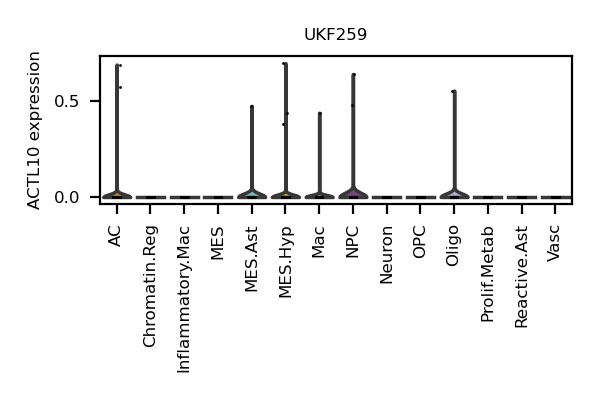 UKF259
ACTL10 expression
0.5
0.0
AC
Chromatin.Reg
Inflammatory.Mac
MES
MES.Ast
MES.Hyp
Mac
NPC
Neuron
OPC
Oligo
Prolif.Metab
Reactive.Ast
Vasc